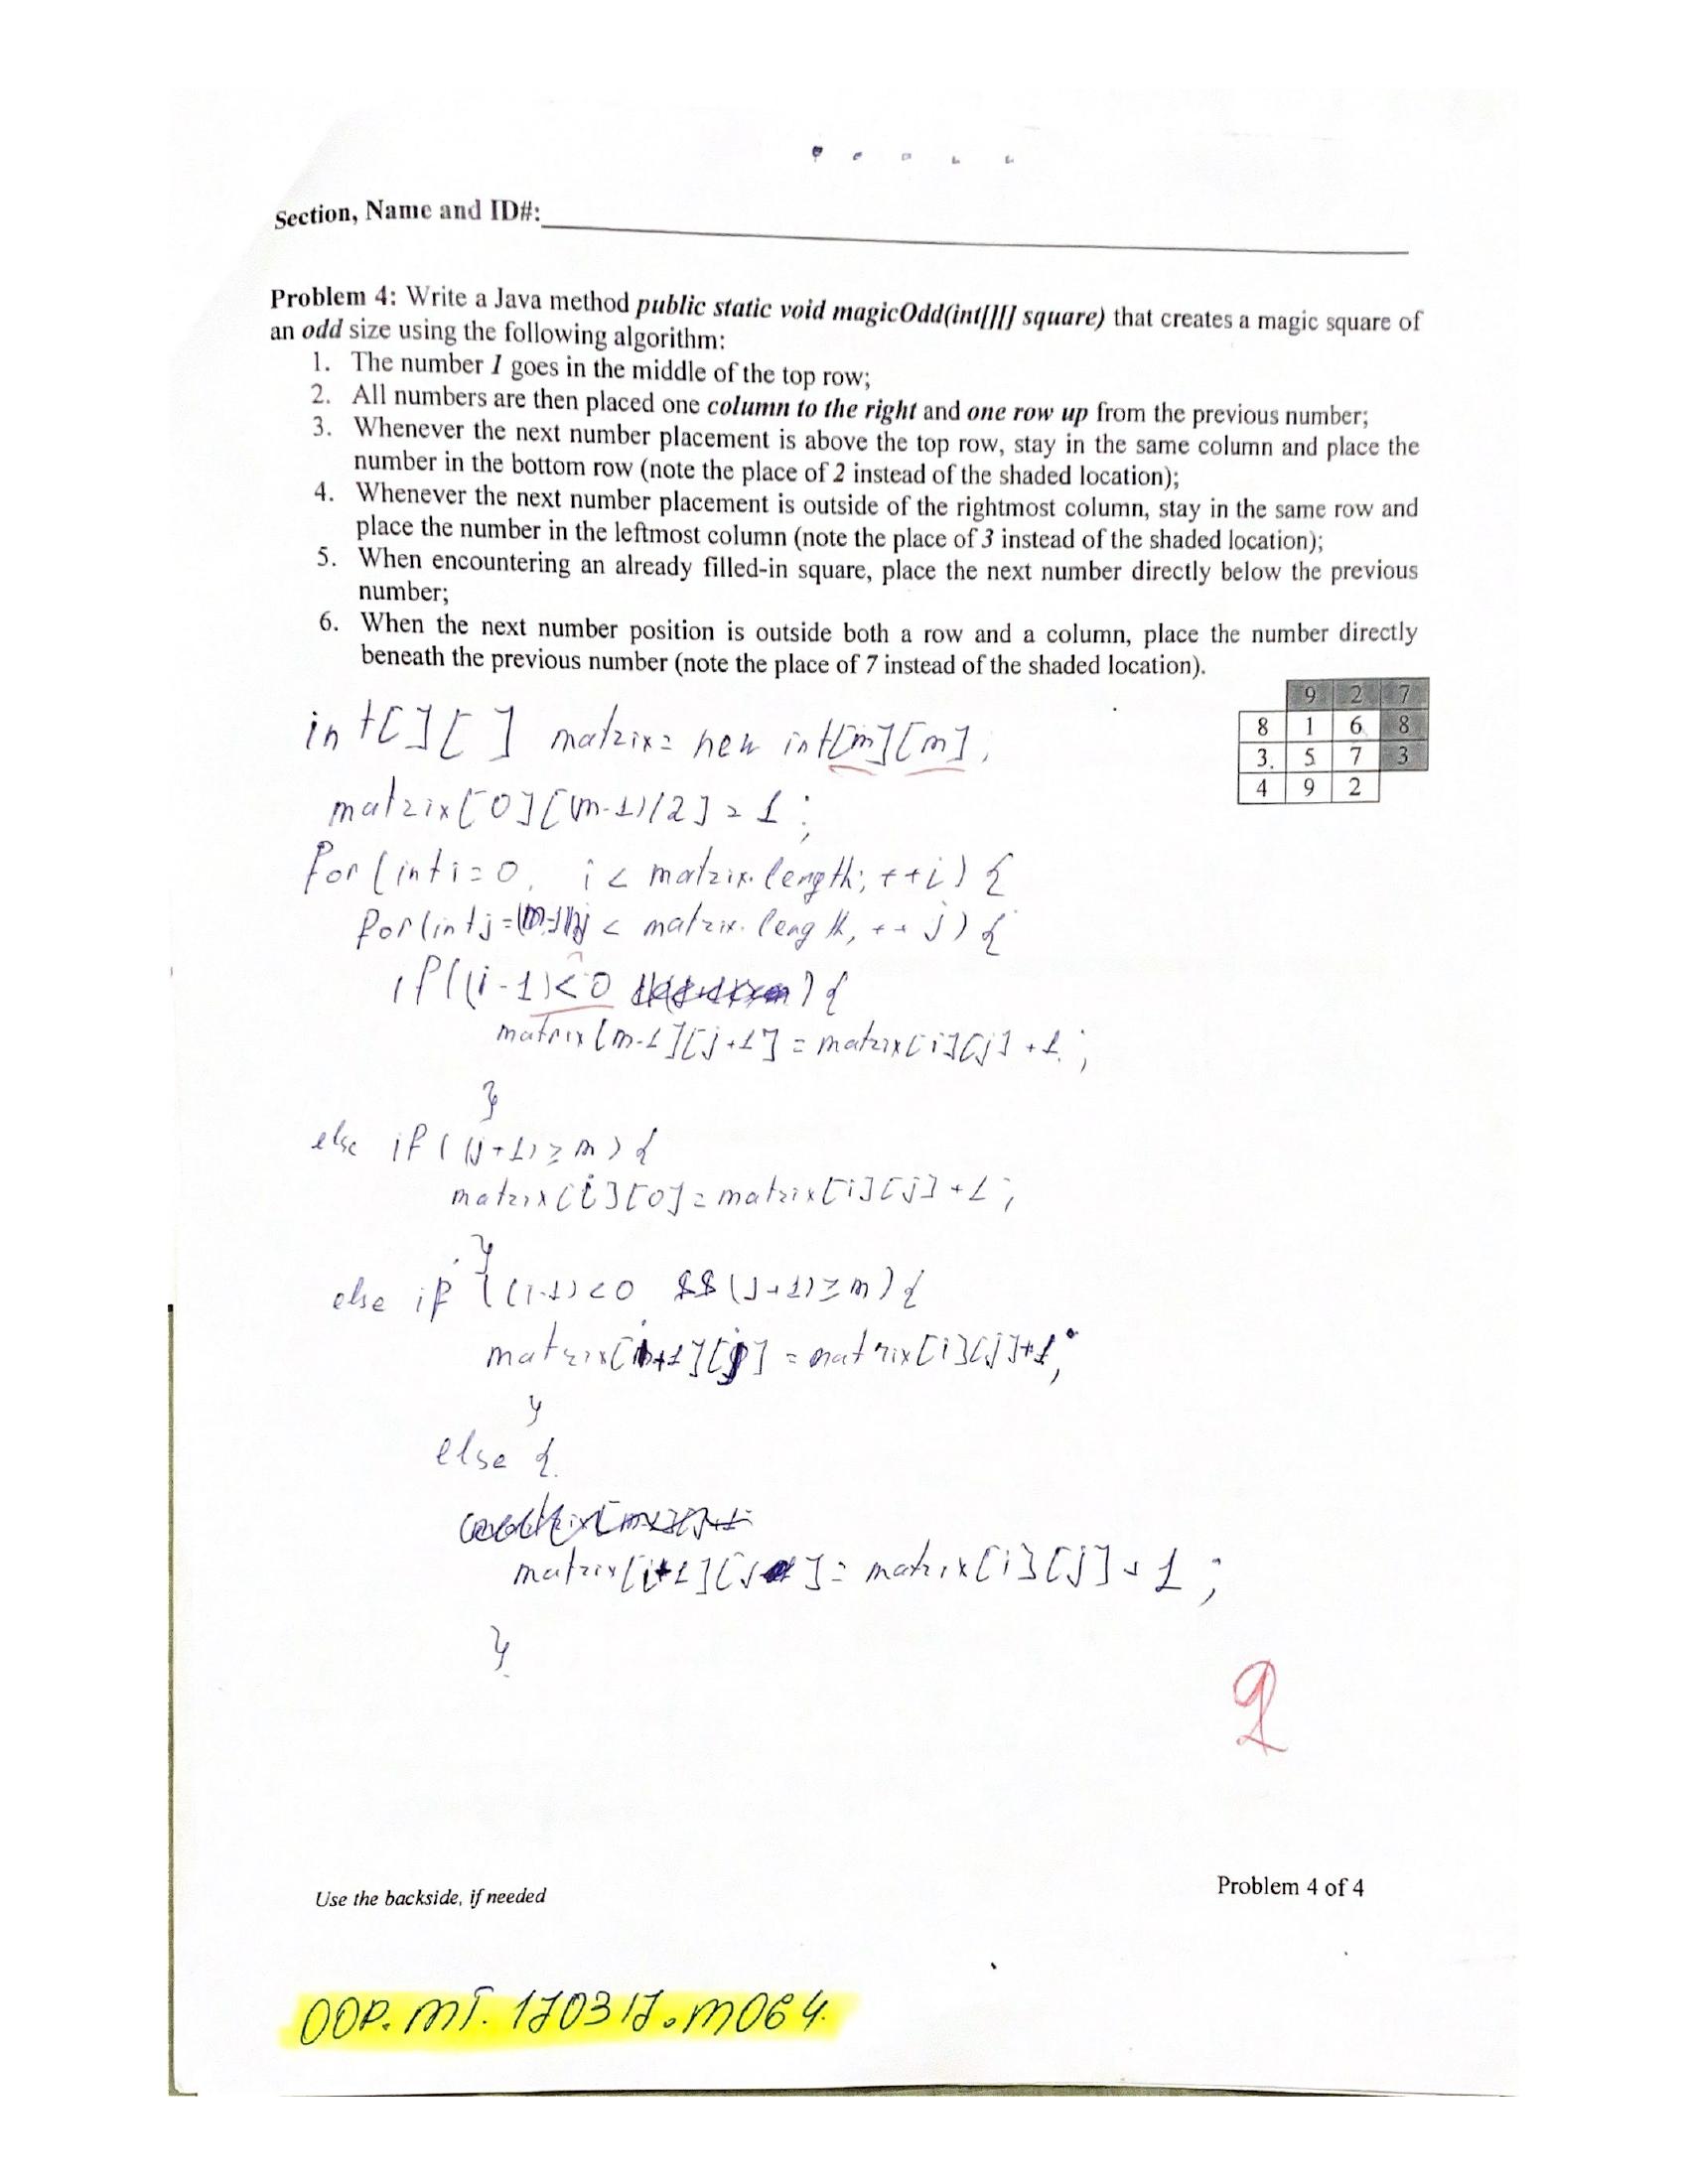 Section, Name and ID#:
Problem 4: Write a Java method public static void magicOdd(int[][] square) that creates a magic square of
an odd size using the following algorithm:
1. The number 1 goes in the middle of the top row;
2. All numbers are then placed one column to the right and one row up from the previous number;
3. Whenever the next number placement is above the top row, stay in the same column and place the
number in the bottom row (note the place of 2 instead of the shaded location);
4. Whenever the next number placement is outside of the rightmost column, stay in the same row and
place the number in the leftmost column (note the place of 3 instead of the shaded location);
5. When encountering an already filled-in square, place the next number directly below the previous
number;
6. When the next number position is outside both a row and a column, place the number directly
beneath the previous number (note the place of 7 instead of the shaded location).
9 2 7
8 1 6 8
3. 5 7 3
4 9 2
int[][] matrix = new int[m][m];
matrix[0][(m-1)/2] = 1;
for (int i = 0, i < matrix.length; ++i) {
for (int j = < matrix.length, ++j) {
if((i-1)<0 ) {
matrix[m-1][j+1] = matrix[i][j] +1;
}
else if ((j+1) ≥ m) {
matrix[i][0] = matrix[i][j] +1;
}
else if ((i-1)<0 && (j+1)≥m) {
matrix[i+1][j] = matrix[i][j]+1;
}
else {
matrix[i+1][j] = matrix[i][j]+1;
}
2
Use the backside, if needed
Problem 4 of 4
OOP.MT.170317.M064